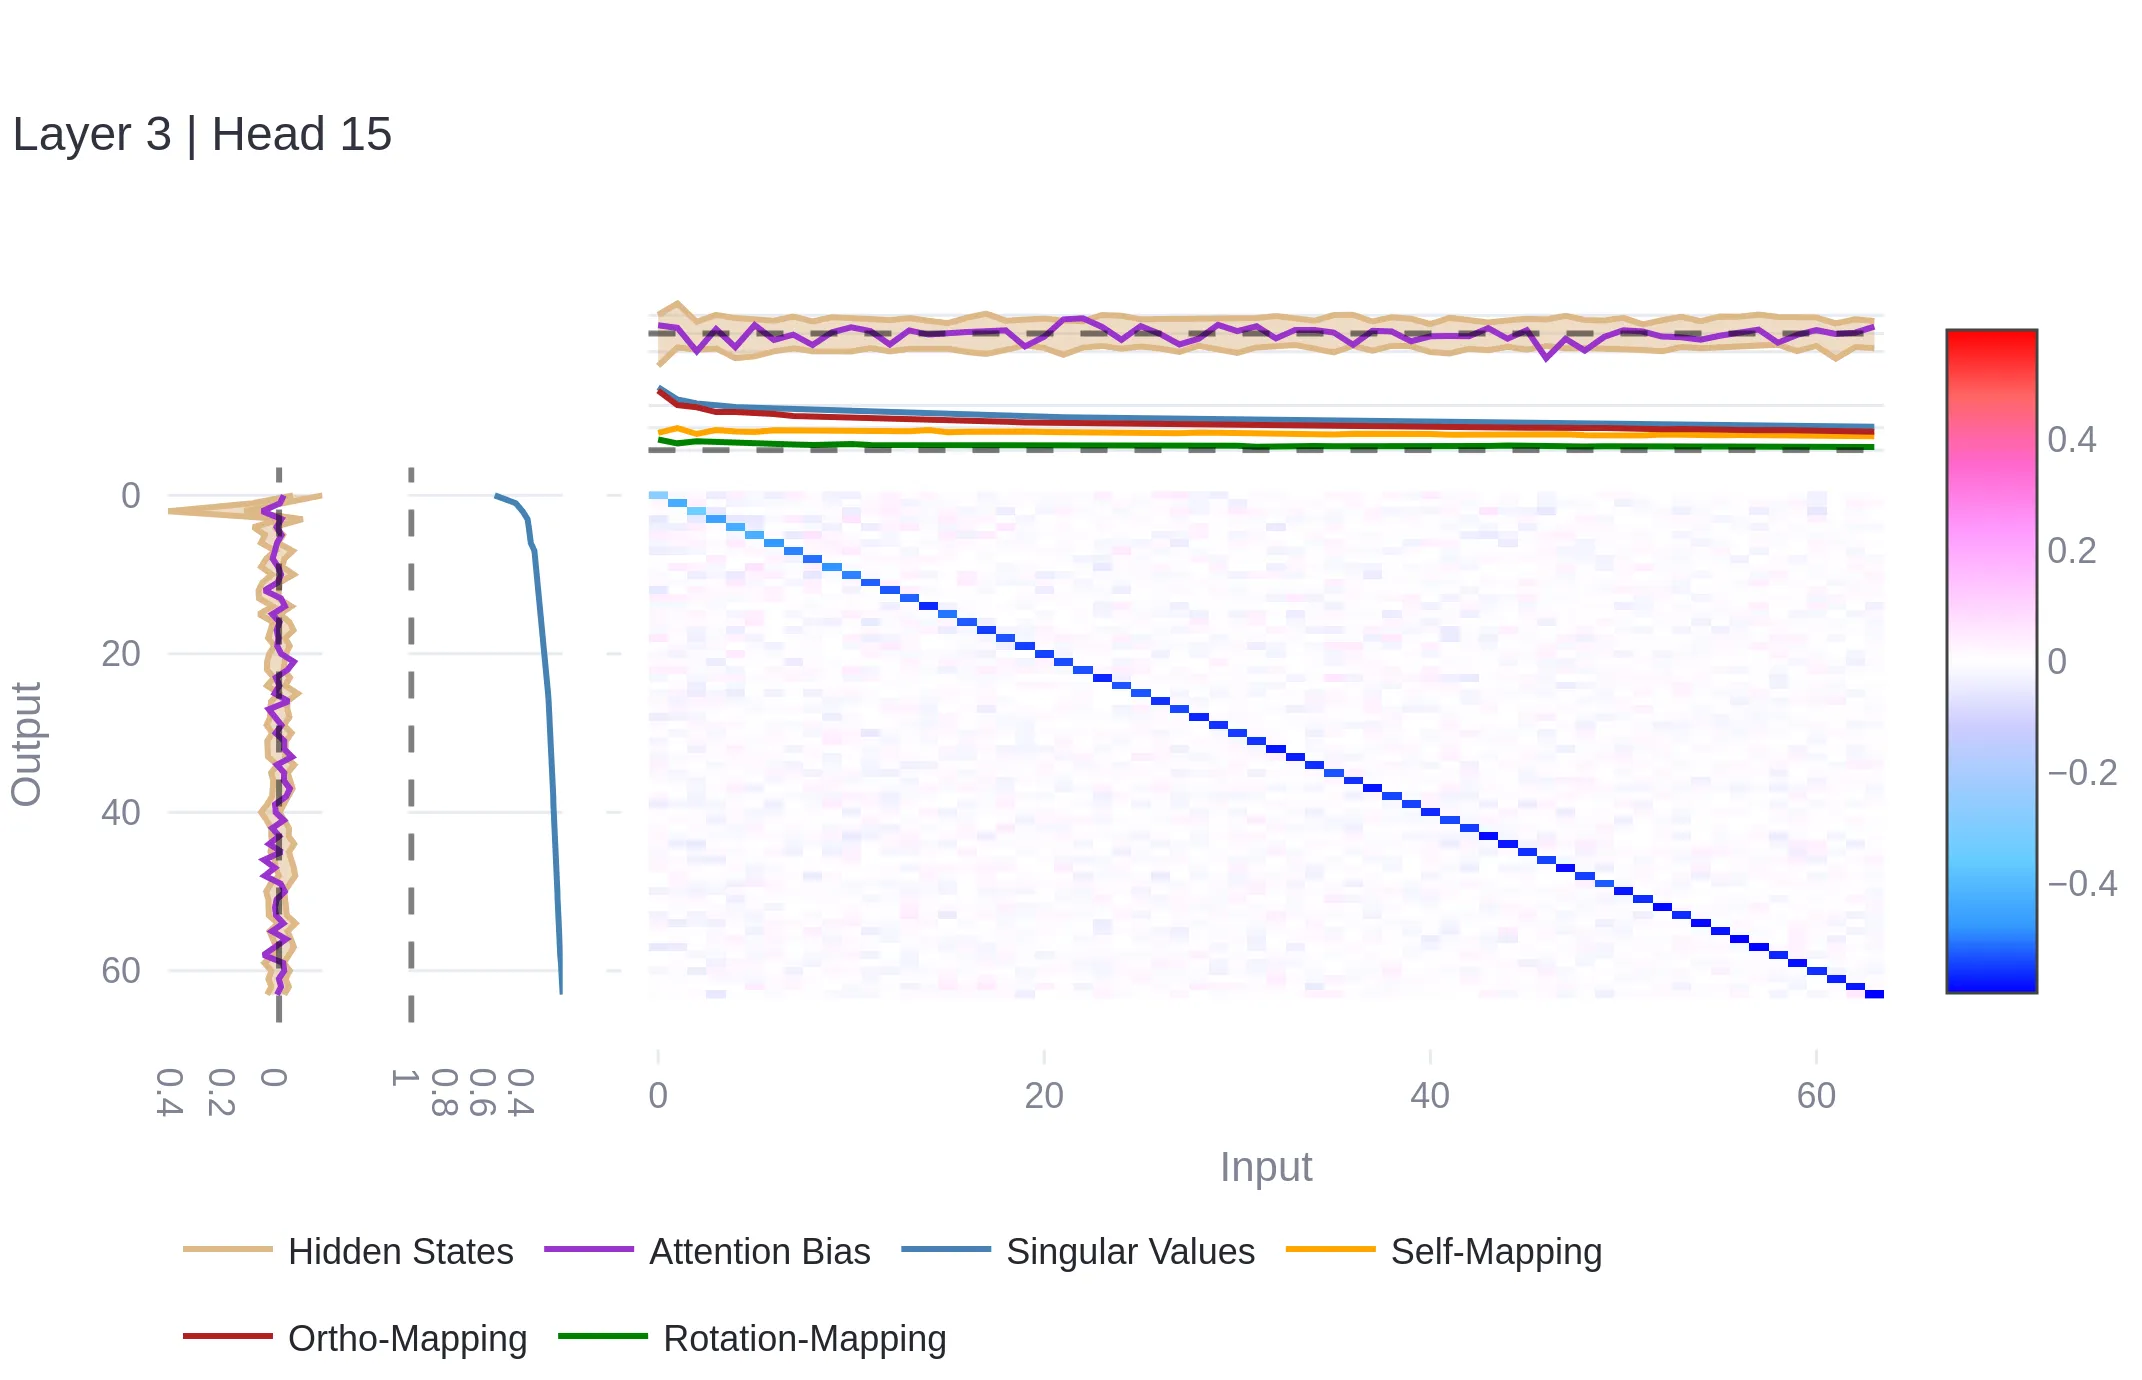 Layer 3 | Head 15
0
20
40
60
Output
0.4
0.2
0
1
0.8
0.6
0.4
0
20
40
60
Input
0.4
0.2
0
−0.2
−0.4
Hidden States
Attention Bias
Singular Values
Self-Mapping
Ortho-Mapping
Rotation-Mapping